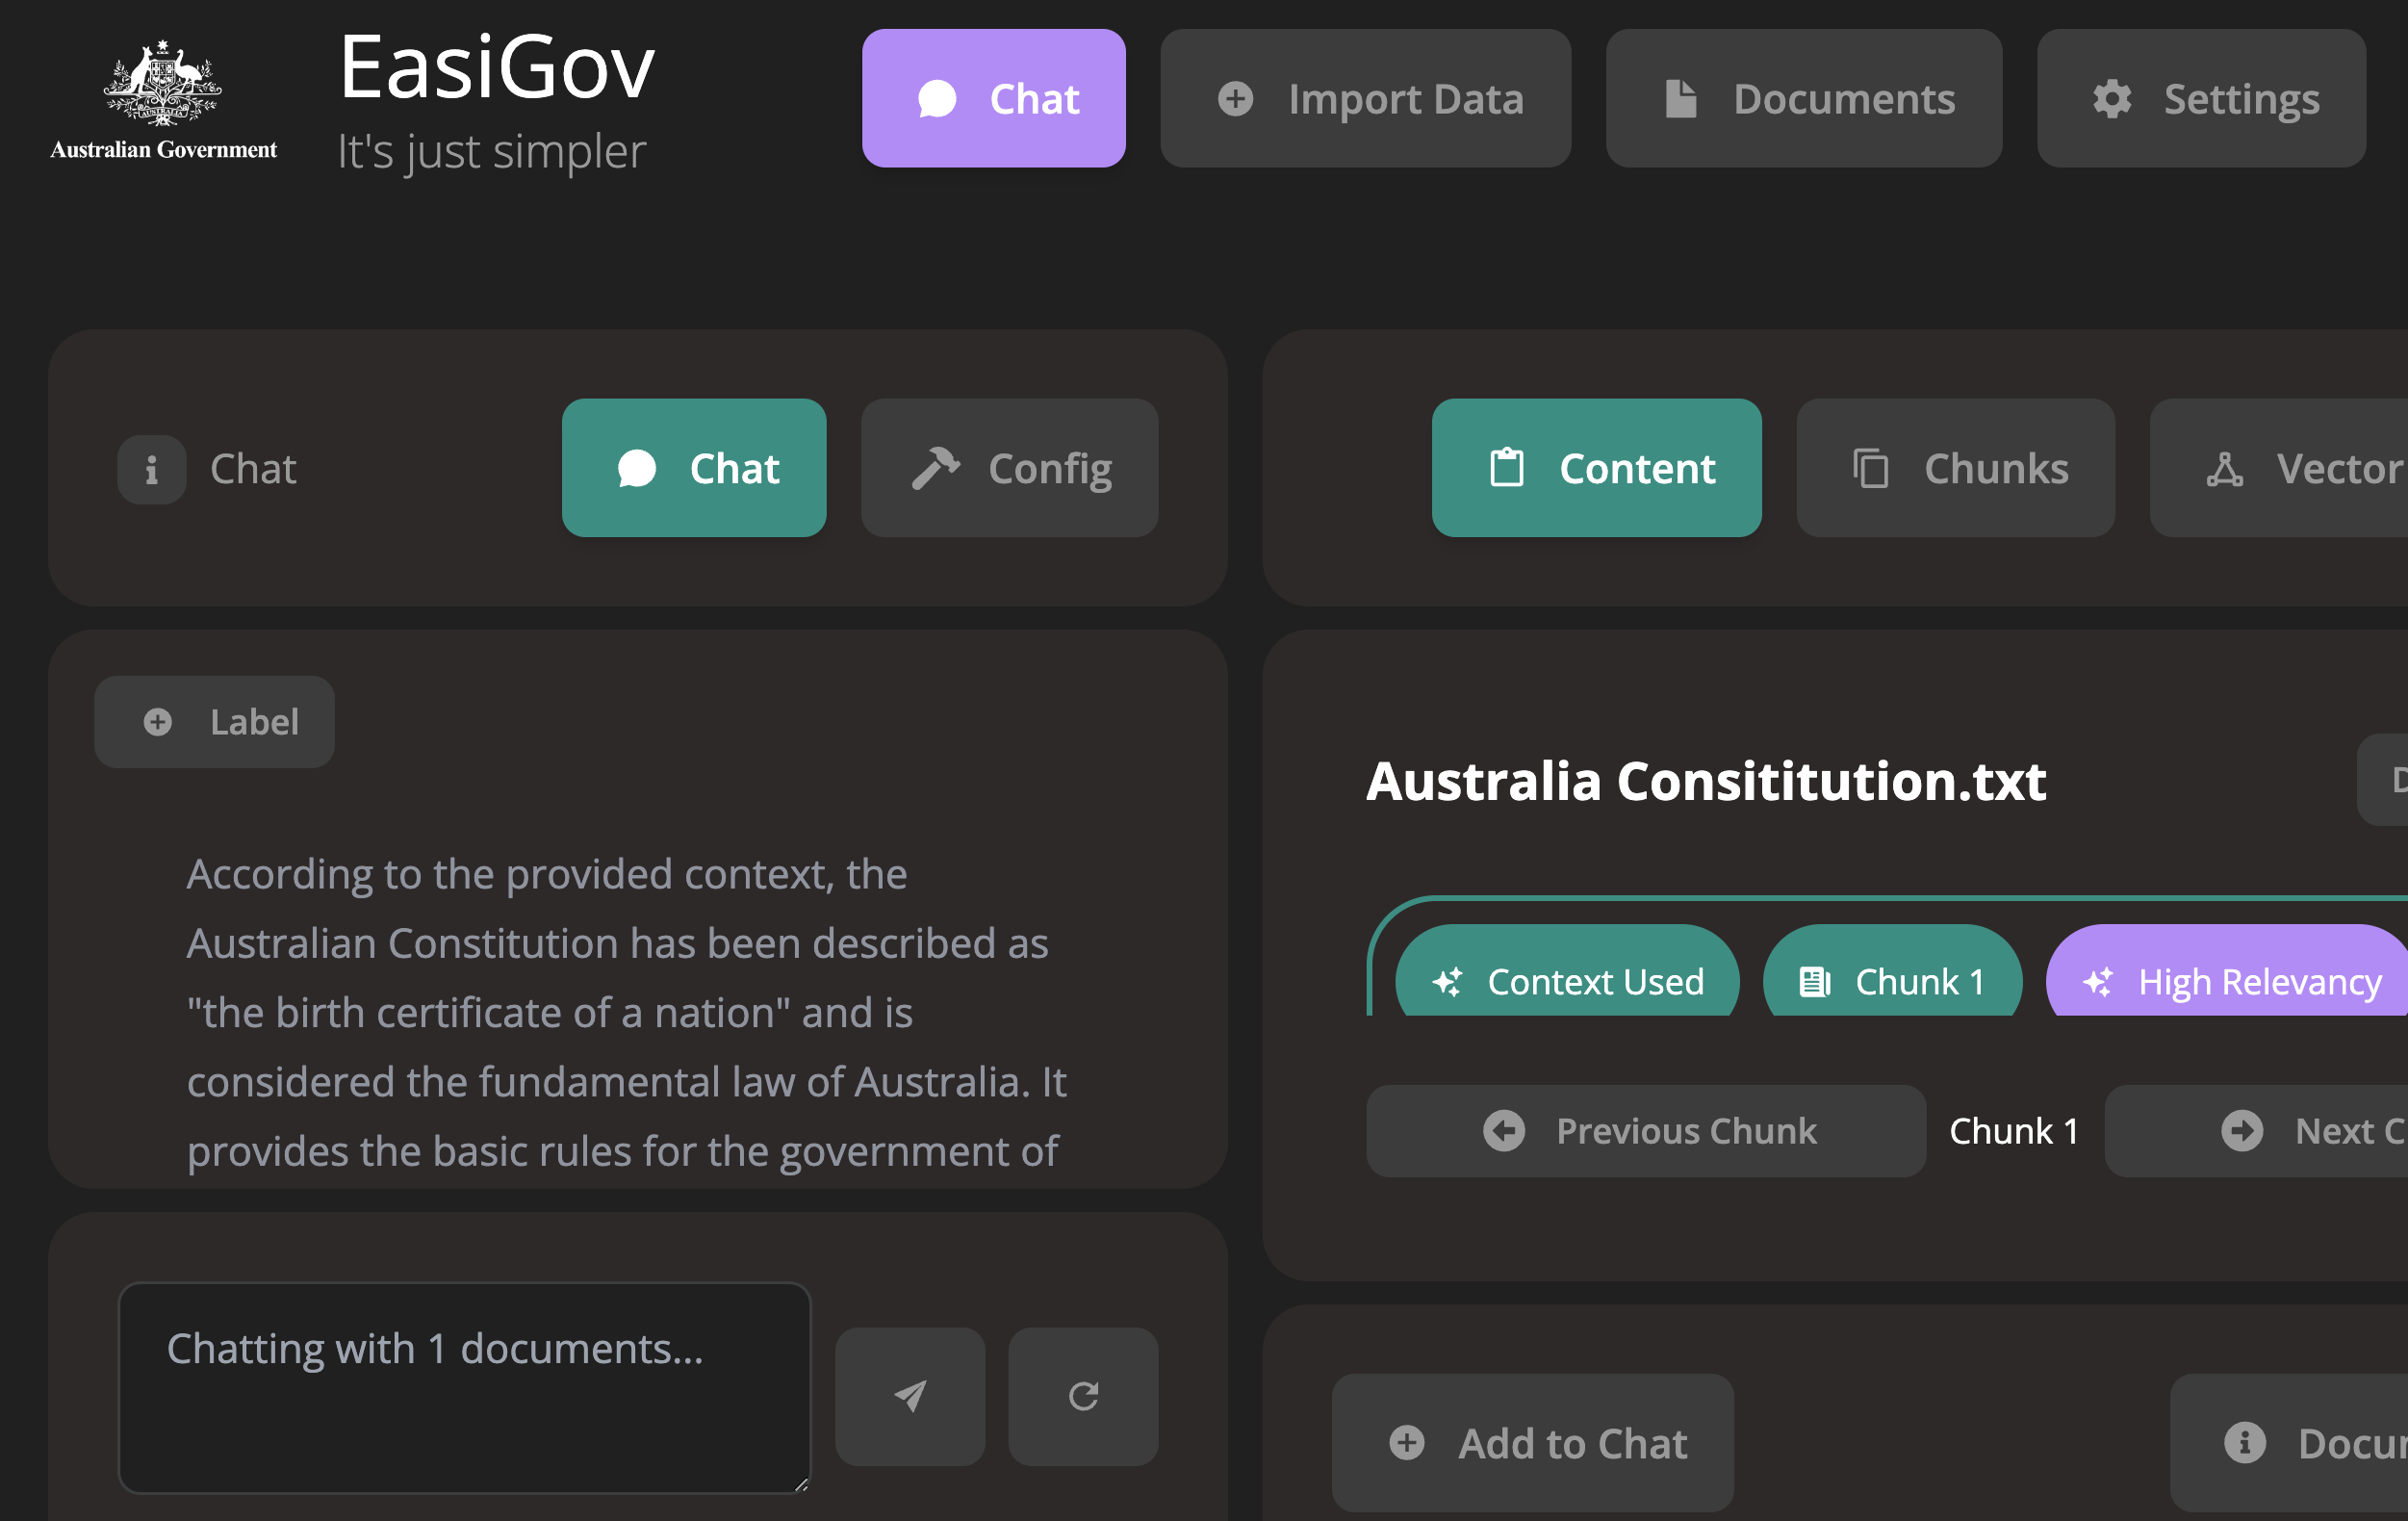 Australian Government
EasiGov
It's just simpler
Chat
Import Data
Documents
Settings
Chat
Chat
Config
Content
Chunks
Vector
Label
According to the provided context, the
Australian Constitution has been described as
"the birth certificate of a nation" and is
considered the fundamental law of Australia. It
provides the basic rules for the government of
Australia Consititution.txt
Context Used
Chunk 1
High Relevancy
Previous Chunk
Chunk 1
Next C
Chatting with 1 documents...
Add to Chat
Docu